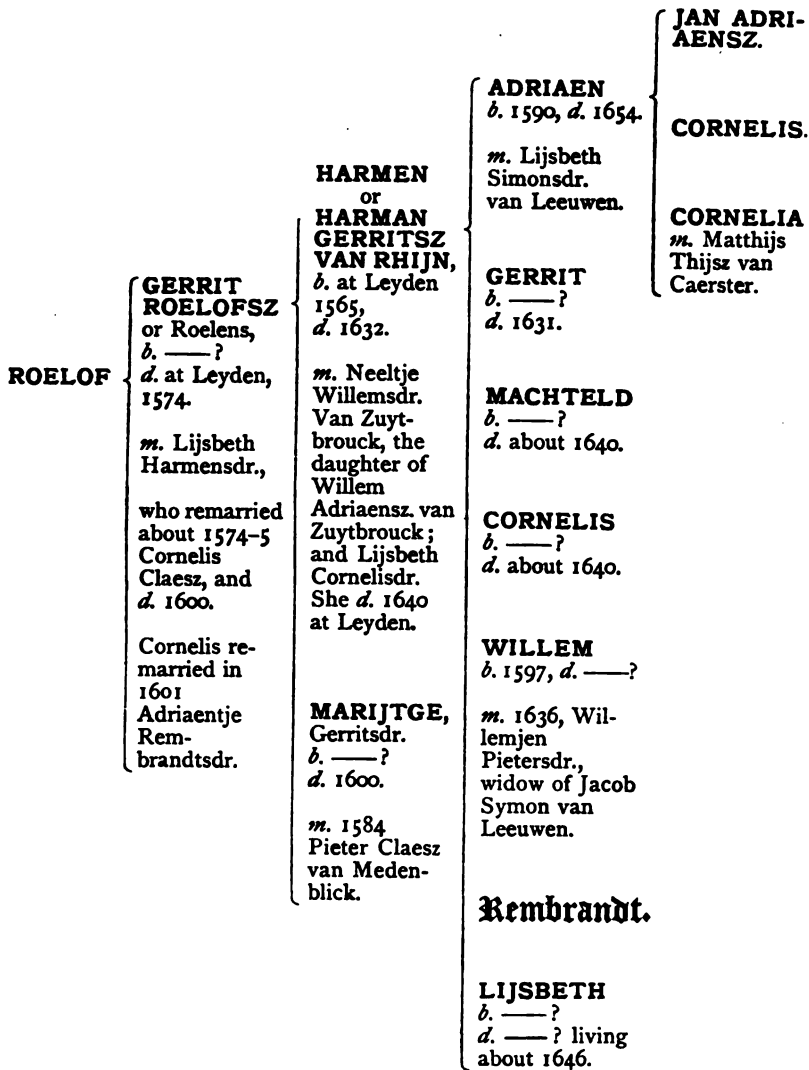 ROELOF
GERRIT
ROELOFSZ
or Roelens,
b. —— ?
d. at Leyden,
1574.
m. Lijsbeth
Harmensdr.,
who remarried
about 1574–5
Cornelis
Claesz, and
d. 1600.
Cornelis re-
married in
1601
Adriaentje
Rem-
brandtsdr.
HARMEN
or
HARMAN
GERRITSZ
VAN RHIJN,
b. at Leyden
1565,
d. 1632.
m. Neeltje
Willemsdr.
Van Zuyt-
brouck, the
daughter of
Willem
Adriaensz. van
Zuytbrouck;
and Lijsbeth
Cornelisdr.
She d. 1640
at Leyden.
MARIJTGE,
Gerritsdr.
b. —— ?
d. 1600.
m. 1584
Pieter Claesz
van Meden-
blick.
ADRIAEN
b. 1590, d. 1654.
m. Lijsbeth
Simonsdr.
van Leeuwen.
GERRIT
b. —— ?
d. 1631.
MACHTELD
b. —— ?
d. about 1640.
CORNELIS
b. —— ?
d. about 1640.
WILLEM
b. 1597, d. —— ?
m. 1636, Wil-
lemjen
Pietersdr.,
widow of Jacob
Symon van
Leeuwen.
Rembrandt.
LIJSBETH
b. —— ?
d. —— ? living
about 1646.
JAN ADRI-
AENSZ.
CORNELIS.
CORNELIA
m. Matthijs
Thijsz van
Caerster.